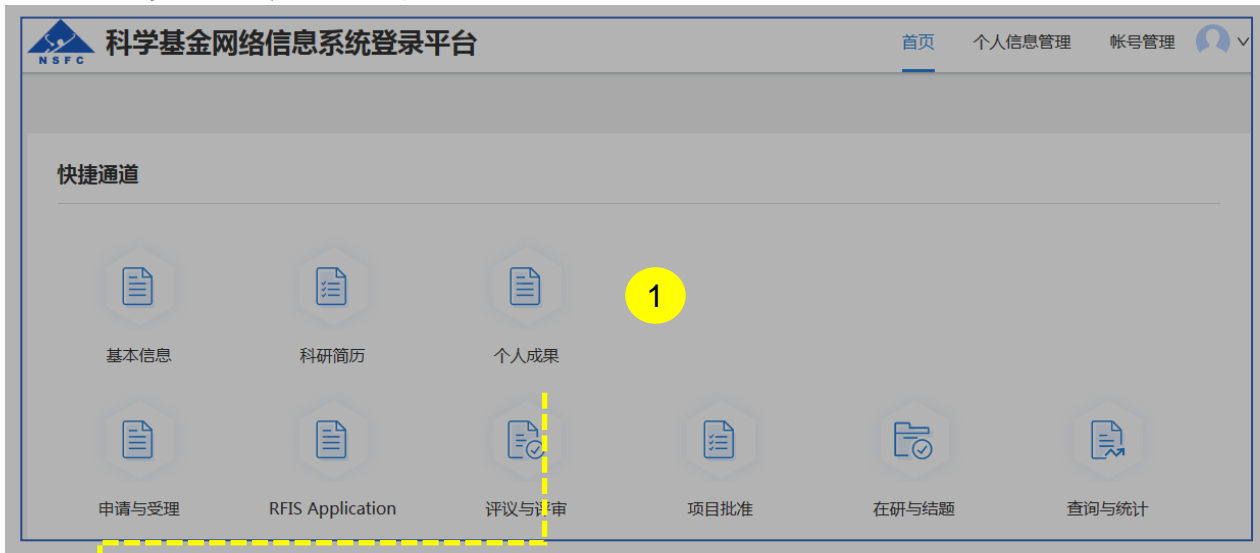 NSFC
科学基金网络信息系统登录平台
首页 个人信息管理 帐号管理
快捷通道
1
基本信息 科研简历 个人成果
申请与受理 RFIS Application 评议与评审 项目批准 在研与结题 查询与统计